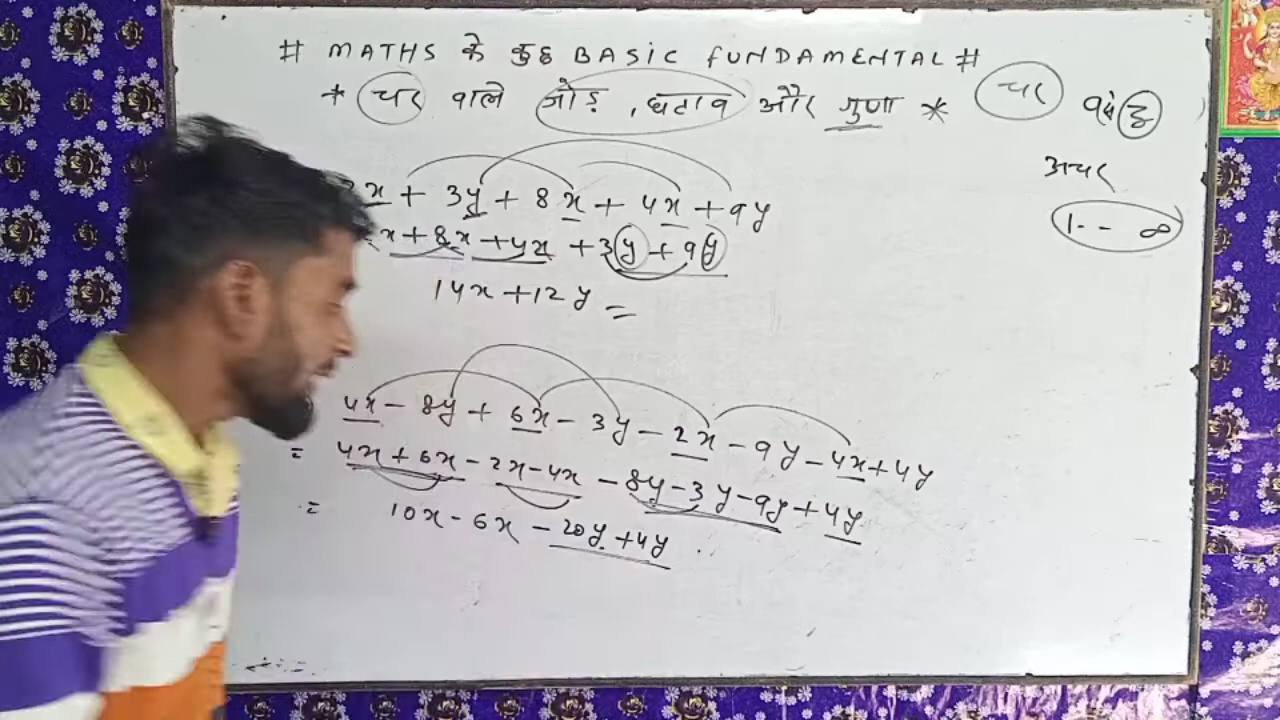 # MATHS के कुछ BASIC FUNDAMENTAL #
* चर वाले जोड़, घटाव और गुणा * चर
अचर
1 -- ∞
x + 3y + 8x + 4x + 9y
x + 8x + 4x + 3y + 9y
14x + 12y =
4x - 8y + 6x - 3y - 2x - 9y - 4x + 4y
= 4x + 6x - 2x - 4x - 8y - 3y - 9y + 4y
= 10x - 6x - 20y + 4y